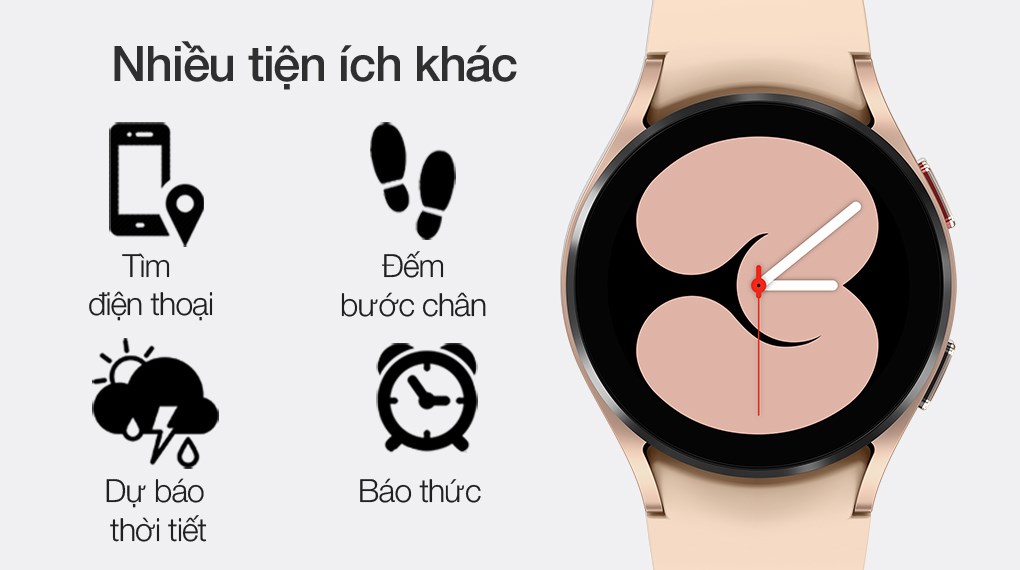 Nhiều tiện ích khác
Tìm
điện thoại
Đếm
bước chân
Dự báo
thời tiết
Báo thức